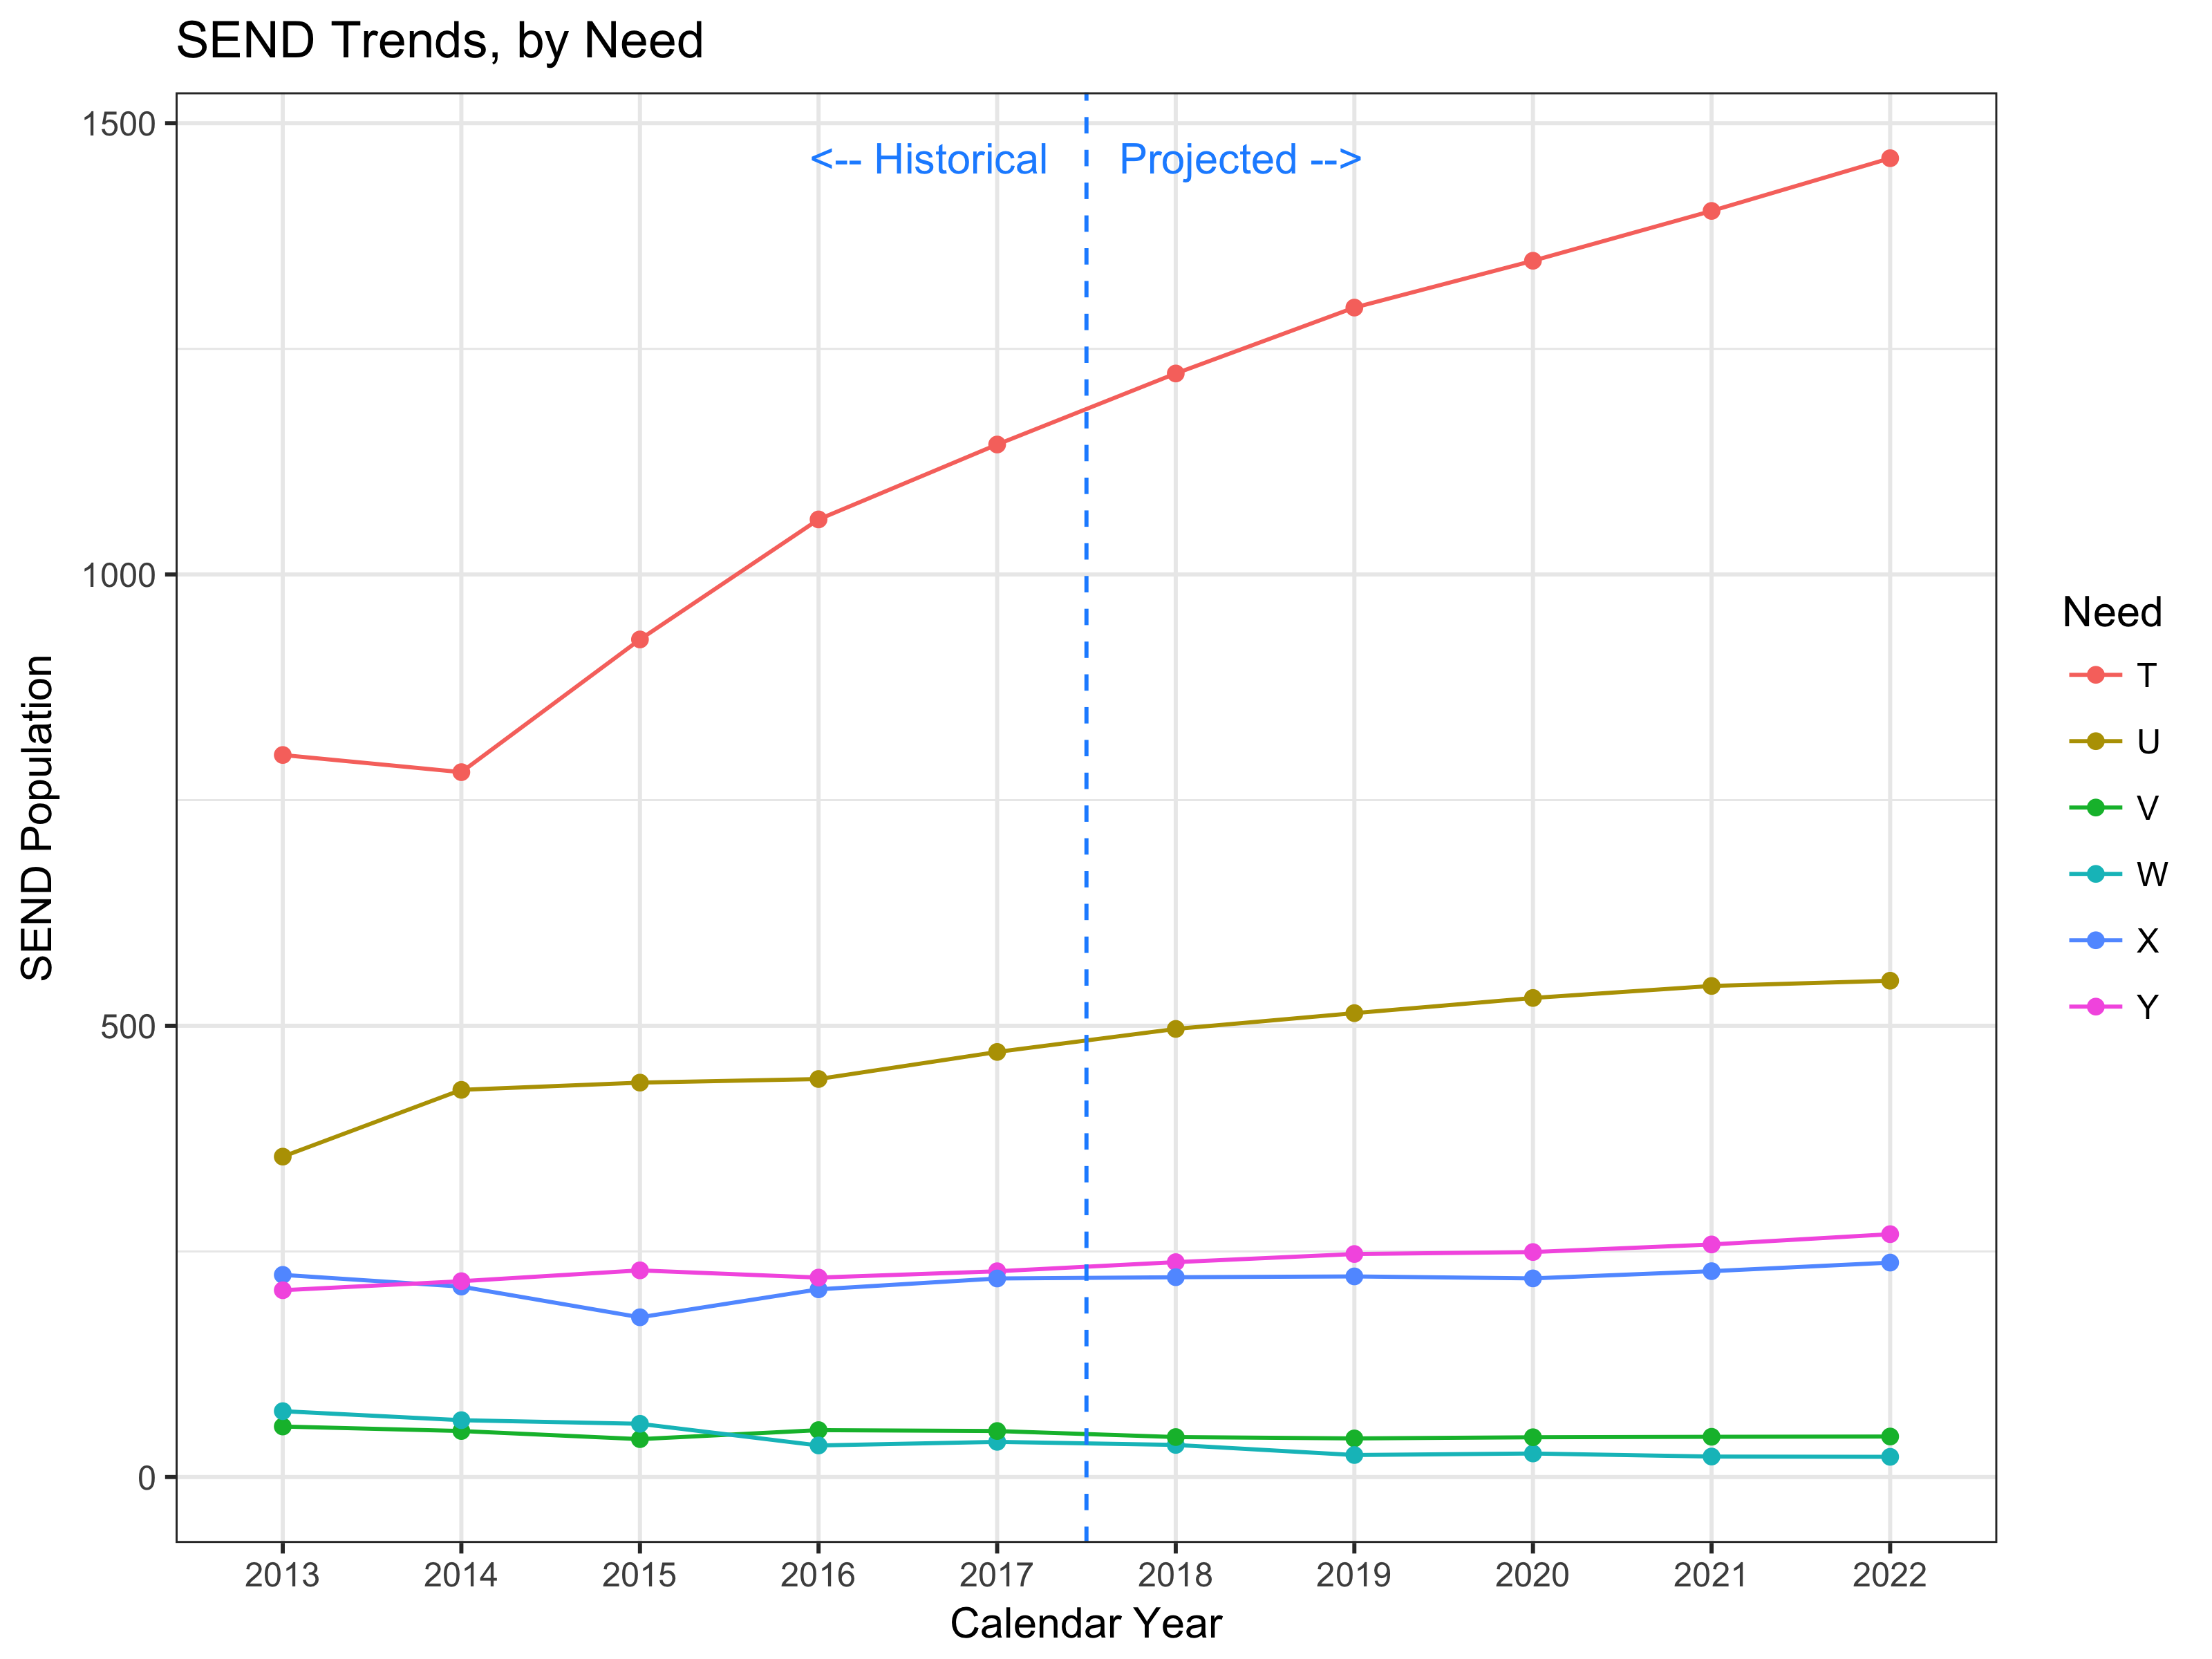 SEND Trends, by Need
1500
1000
500
0
SEND Population
<-- Historical
Projected -->
2013 2014 2015 2016 2017 2018 2019 2020 2021 2022
Calendar Year
Need
T
U
V
W
X
Y